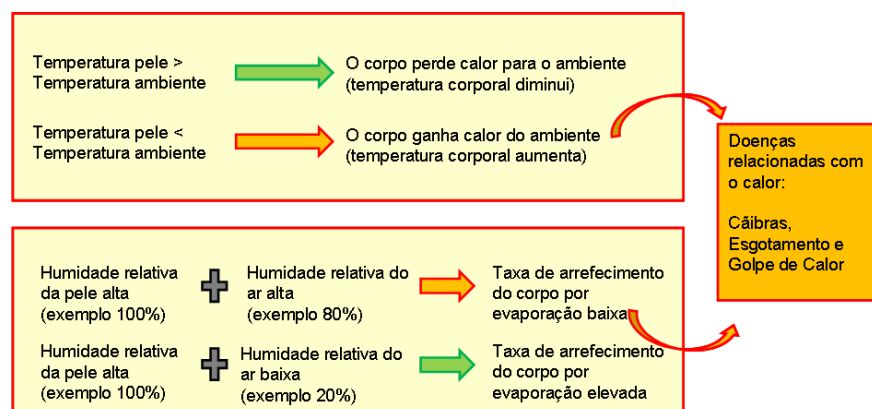 Temperatura pele >
Temperatura ambiente
O corpo perde calor para o ambiente
(temperatura corporal diminui)
Temperatura pele <
Temperatura ambiente
O corpo ganha calor do ambiente
(temperatura corporal aumenta)
Doenças
relacionadas com
o calor:
Cãibras,
Esgotamento e
Golpe de Calor
Humidade relativa
da pele alta
(exemplo 100%)
Humidade relativa do
ar alta
(exemplo 80%)
Taxa de arrefecimento
do corpo por
evaporação baixa
Humidade relativa
da pele alta
(exemplo 100%)
Humidade relativa do
ar baixa
(exemplo 20%)
Taxa de arrefecimento
do corpo por
evaporação elevada